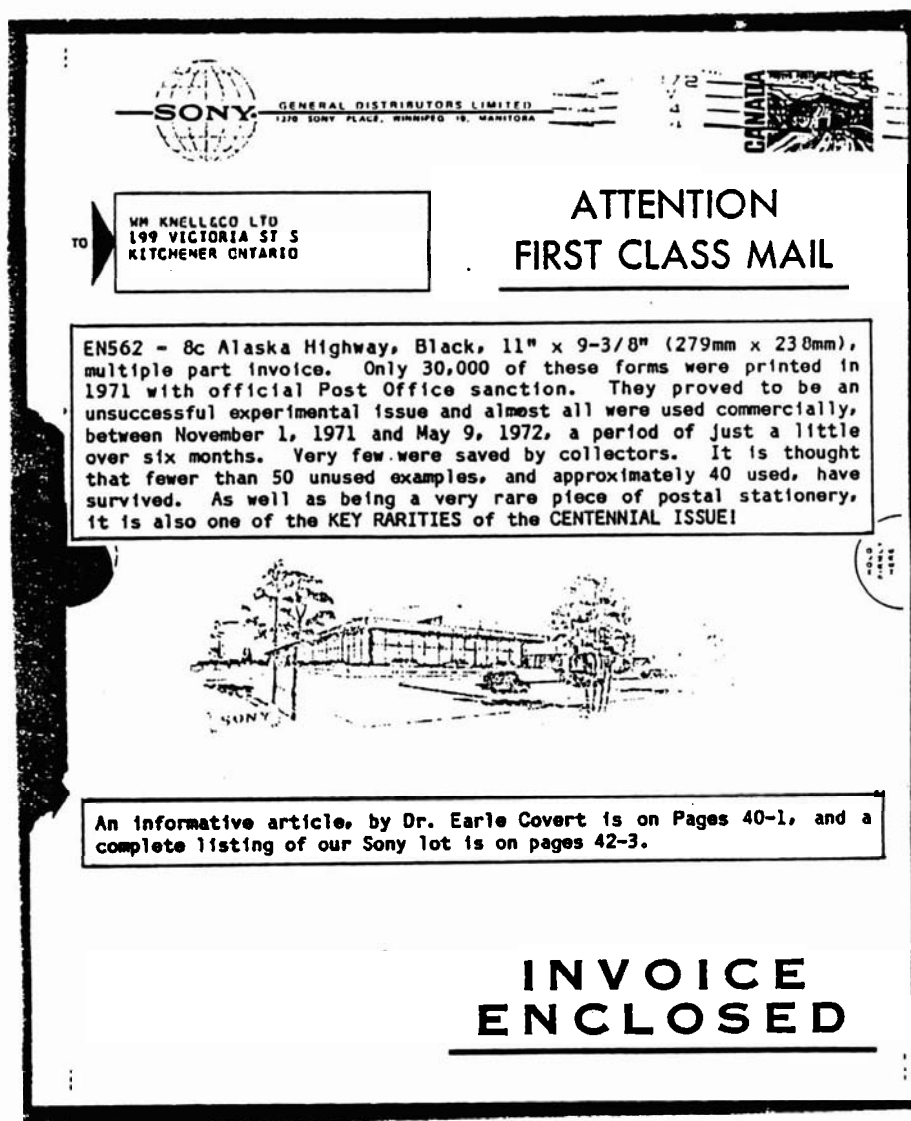 SONY
GENERAL DISTRIBUTORS LIMITED
1370 SONY PLACE, WINNIPEG 19, MANITOBA
CANADA
TO
WM KNELL&CO LTD
199 VICTORIA ST S
KITCHENER ONTARIO
ATTENTION
FIRST CLASS MAIL
EN562 - 8c Alaska Highway, Black, 11" x 9-3/8" (279mm x 238mm),
multiple part invoice. Only 30,000 of these forms were printed in
1971 with official Post Office sanction. They proved to be an
unsuccessful experimental issue and almost all were used commercially,
between November 1, 1971 and May 9, 1972, a period of just a little
over six months. Very few were saved by collectors. It is thought
that fewer than 50 unused examples, and approximately 40 used, have
survived. As well as being a very rare piece of postal stationery,
it is also one of the KEY RARITIES of the CENTENNIAL ISSUE!
SONY
An informative article, by Dr. Earle Covert is on Pages 40-1, and a
complete listing of our Sony lot is on pages 42-3.
INVOICE
ENCLOSED